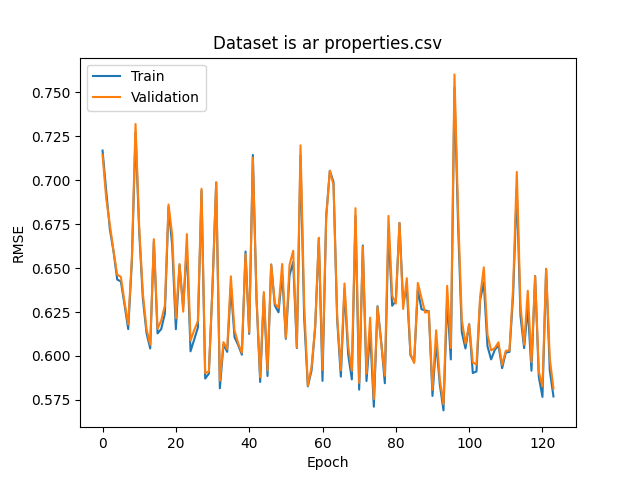 Dataset is ar properties.csv
Train
Validation
RMSE
0.750
0.725
0.700
0.675
0.650
0.625
0.600
0.575
0 20 40 60 80 100 120
Epoch